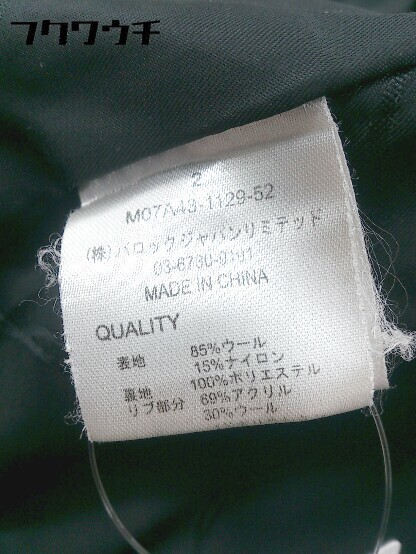 フクワウチ
2
M07A43-1129-52
(株)バロックジャパンリミテッド
03-6730-9191
MADE IN CHINA
QUALITY
表地 85%ウール
15%ナイロン
裏地 100%ポリエステル
リブ部分 69%アクリル
30%ウール